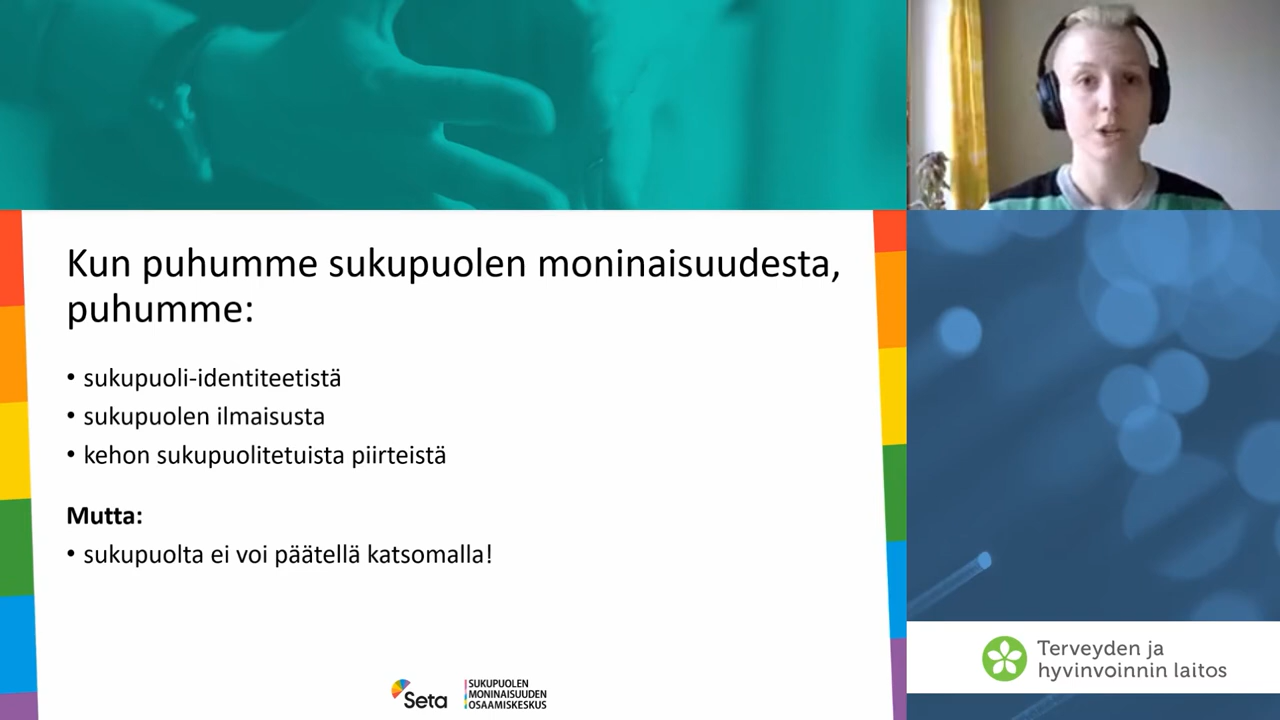 Kun puhumme sukupuolen moninaisuudesta,
puhumme:
• sukupuoli-identiteetistä
• sukupuolen ilmaisusta
• kehon sukupuolitetuista piirteistä
Mutta:
• sukupuolta ei voi päätellä katsomalla!
Seta
SUKUPUOLEN
MONINAISUUDEN
OSAAMISKESKUS
Terveyden ja
hyvinvoinnin laitos